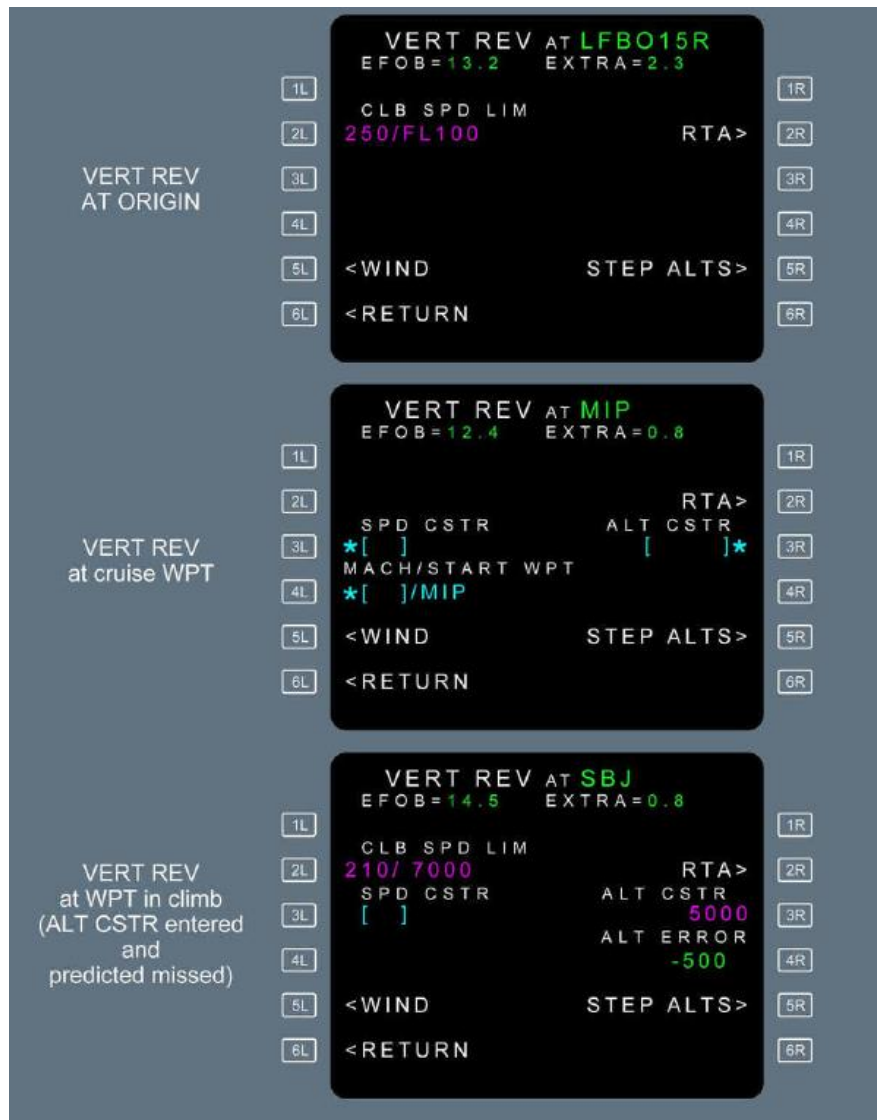 VERT REV AT LFBO15R
EFOB=13.2 EXTRA=2.3
1L 1R
CLB SPD LIM
2L 250/FL100 RTA> 2R
VERT REV
AT ORIGIN
3L 3R
4L 4R
5L <WIND STEP ALTS> 5R
6L <RETURN 6R
VERT REV AT MIP
EFOB=12.4 EXTRA=0.8
1L 1R
2L RTA> 2R
SPD CSTR ALT CSTR
VERT REV
at cruise WPT
3L *[ ] [ ]* 3R
MACH/START WPT
4L *[ ]/MIP 4R
5L <WIND STEP ALTS> 5R
6L <RETURN 6R
VERT REV AT SBJ
EFOB=14.5 EXTRA=0.8
1L 1R
CLB SPD LIM
2L 210/ 7000 RTA> 2R
SPD CSTR ALT CSTR
VERT REV
at WPT in climb
(ALT CSTR entered
and
predicted missed)
3L [ ] 5000 3R
ALT ERROR
4L -500 4R
5L <WIND STEP ALTS> 5R
6L <RETURN 6R